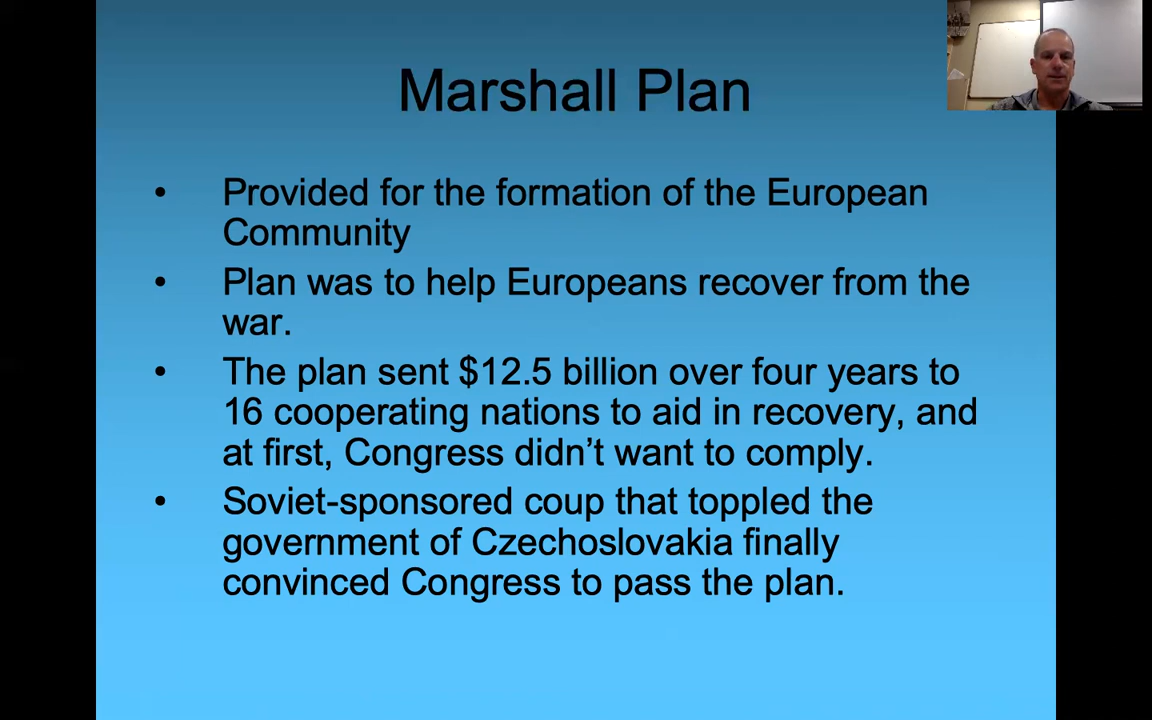 Marshall Plan
• Provided for the formation of the European
Community
• Plan was to help Europeans recover from the
war.
• The plan sent $12.5 billion over four years to
16 cooperating nations to aid in recovery, and
at first, Congress didn't want to comply.
• Soviet-sponsored coup that toppled the
government of Czechoslovakia finally
convinced Congress to pass the plan.